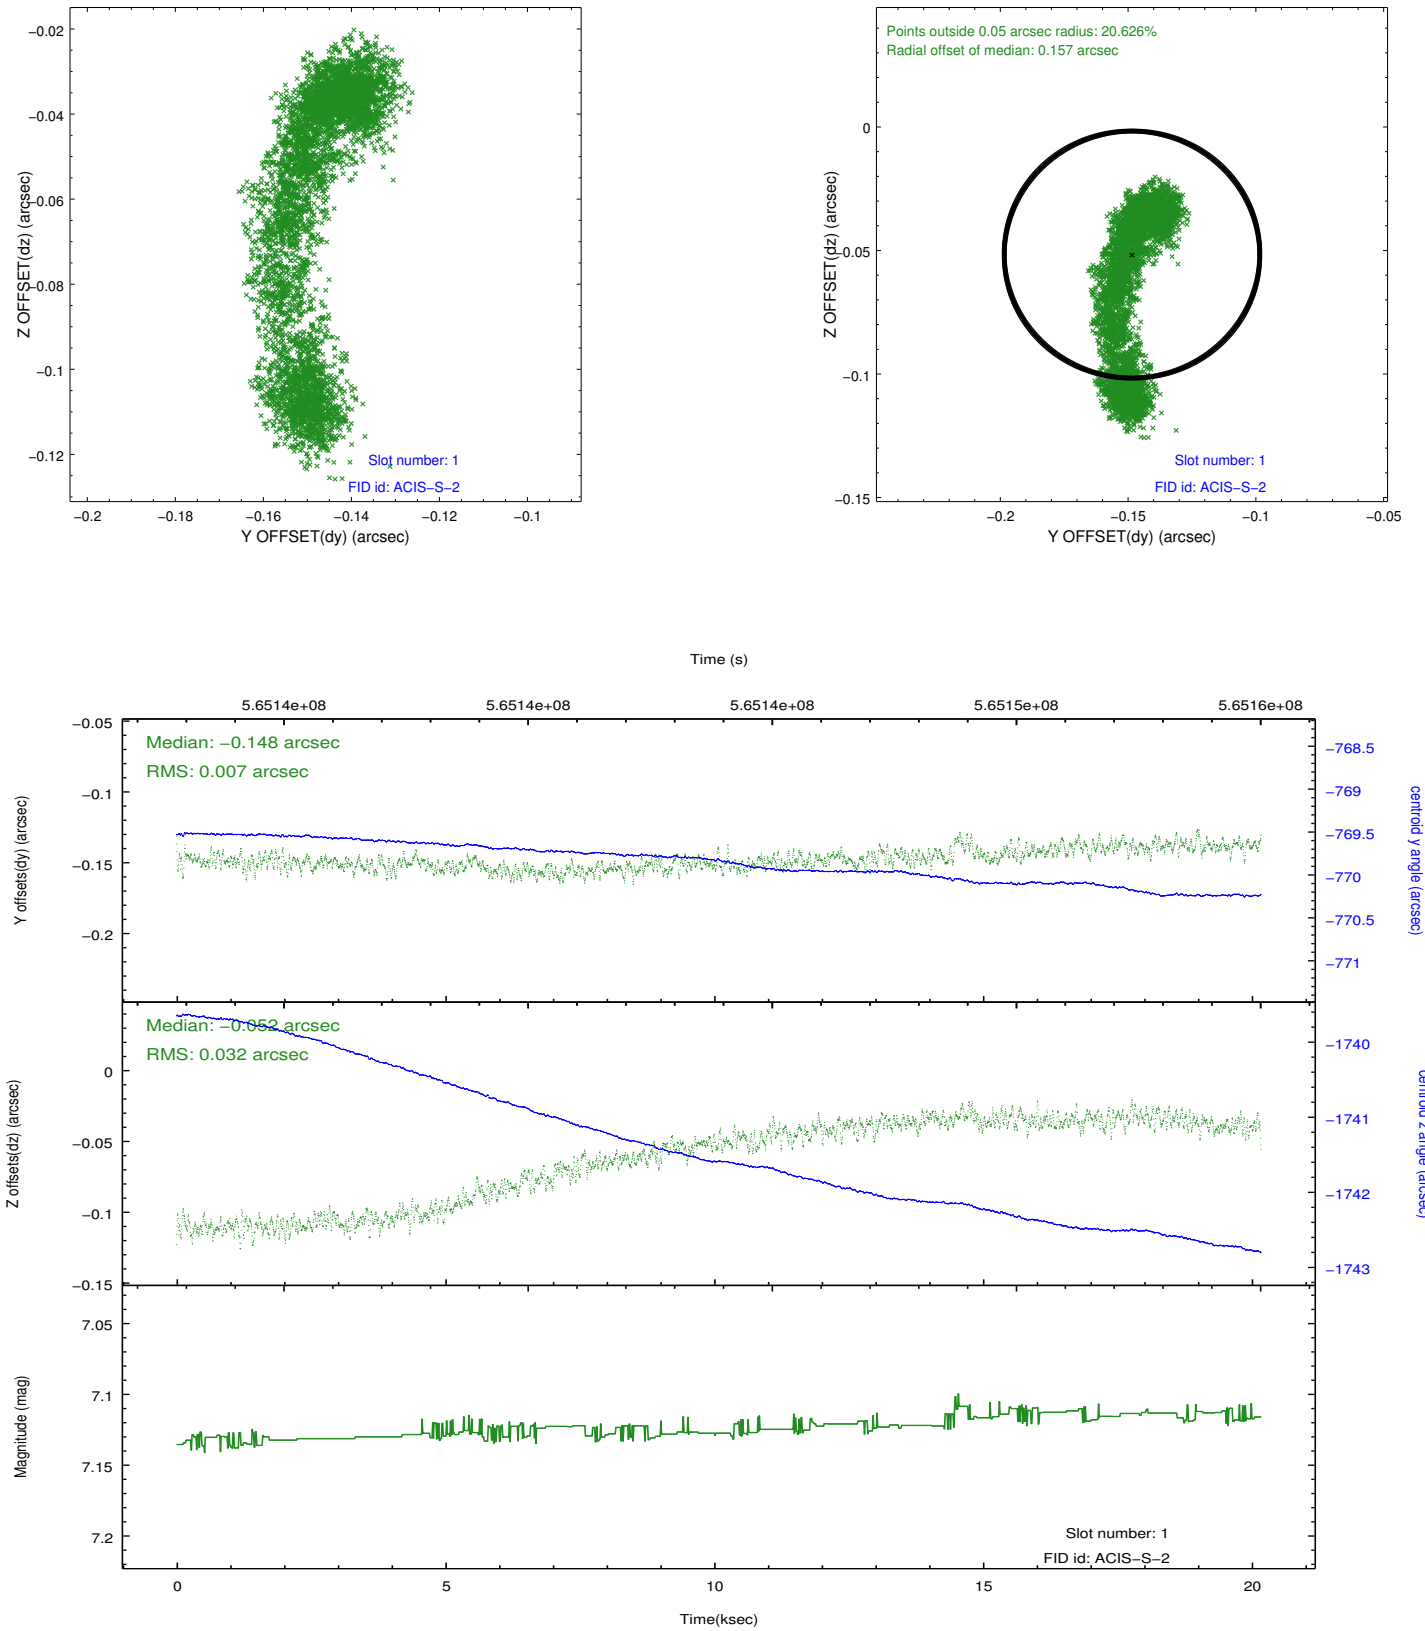 −0.02
−0.04
−0.06
−0.08
−0.1
−0.12
Z OFFSET(dz) (arcsec)
Slot number: 1
FID id: ACIS−S−2
−0.2 −0.18 −0.16 −0.14 −0.12 −0.1
Y OFFSET(dy) (arcsec)
Points outside 0.05 arcsec radius: 20.626%
Radial offset of median: 0.157 arcsec
0
−0.05
−0.1
−0.15
Z OFFSET(dz) (arcsec)
Slot number: 1
FID id: ACIS−S−2
−0.2 −0.15 −0.1 −0.05
Y OFFSET(dy) (arcsec)
Time (s)
5.6514e+08 5.6514e+08 5.6514e+08 5.6515e+08 5.6516e+08
−0.05
−0.1
−0.15
−0.2
Y offsets(dy) (arcsec)
Median: −0.148 arcsec
RMS: 0.007 arcsec
−768.5
−769
−769.5
−770
−770.5
−771
centroid y angle (arcsec)
0
−0.05
−0.1
−0.15
Z offsets(dz) (arcsec)
Median: −0.052 arcsec
RMS: 0.032 arcsec
−1740
−1741
−1742
−1743
centroid z angle (arcsec)
7.05
7.1
7.15
7.2
Magnitude (mag)
Slot number: 1
FID id: ACIS−S−2
0 5 10 15 20
Time(ksec)